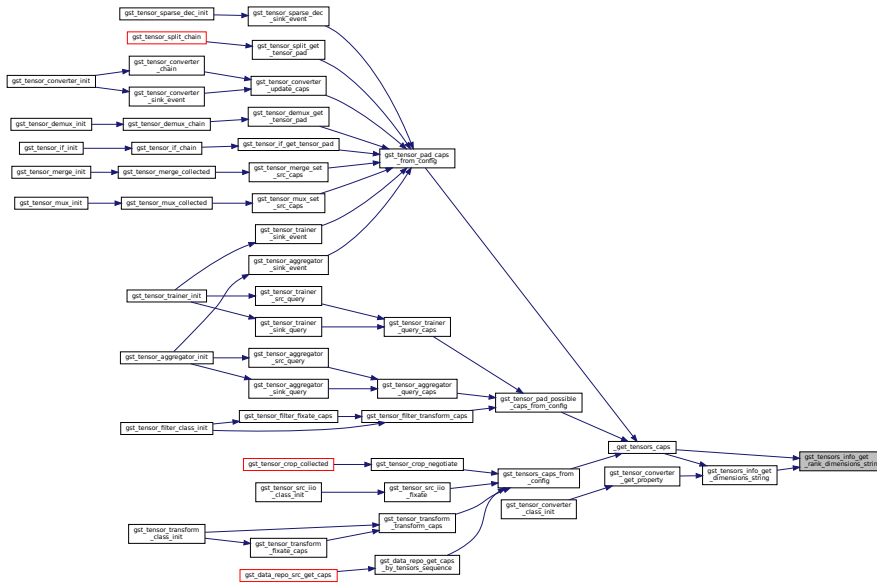 gst_tensor_sparse_dec_init
gst_tensor_sparse_dec
_sink_event
gst_tensor_split_chain
gst_tensor_split_get
_tensor_pad
gst_tensor_converter_init
gst_tensor_converter
_chain
gst_tensor_converter
_sink_event
gst_tensor_converter
_update_caps
gst_tensor_demux_init
gst_tensor_demux_chain
gst_tensor_demux_get
_tensor_pad
gst_tensor_if_init
gst_tensor_if_chain
gst_tensor_if_get_tensor_pad
gst_tensor_pad_caps
_from_config
gst_tensor_merge_init
gst_tensor_merge_collected
gst_tensor_merge_set
_src_caps
gst_tensor_mux_init
gst_tensor_mux_collected
gst_tensor_mux_set
_src_caps
gst_tensor_trainer
_sink_event
gst_tensor_aggregator
_sink_event
gst_tensor_trainer_init
gst_tensor_trainer
_src_query
gst_tensor_trainer
_sink_query
gst_tensor_trainer
_query_caps
gst_tensor_aggregator_init
gst_tensor_aggregator
_src_query
gst_tensor_aggregator
_sink_query
gst_tensor_aggregator
_query_caps
gst_tensor_pad_possible
_caps_from_config
gst_tensor_filter_class_init
gst_tensor_filter_fixate_caps
gst_tensor_filter_transform_caps
_get_tensors_caps
gst_tensors_info_get
_rank_dimensions_string
gst_tensor_crop_collected
gst_tensor_crop_negotiate
gst_tensors_caps_from
_config
gst_tensor_converter
_get_property
gst_tensors_info_get
_dimensions_string
gst_tensor_src_iio
_class_init
gst_tensor_src_iio
_fixate
gst_tensor_converter
_class_init
gst_tensor_transform
_class_init
gst_tensor_transform
_transform_caps
gst_tensor_transform
_fixate_caps
gst_data_repo_src_get_caps
gst_data_repo_get_caps
_by_tensors_sequence